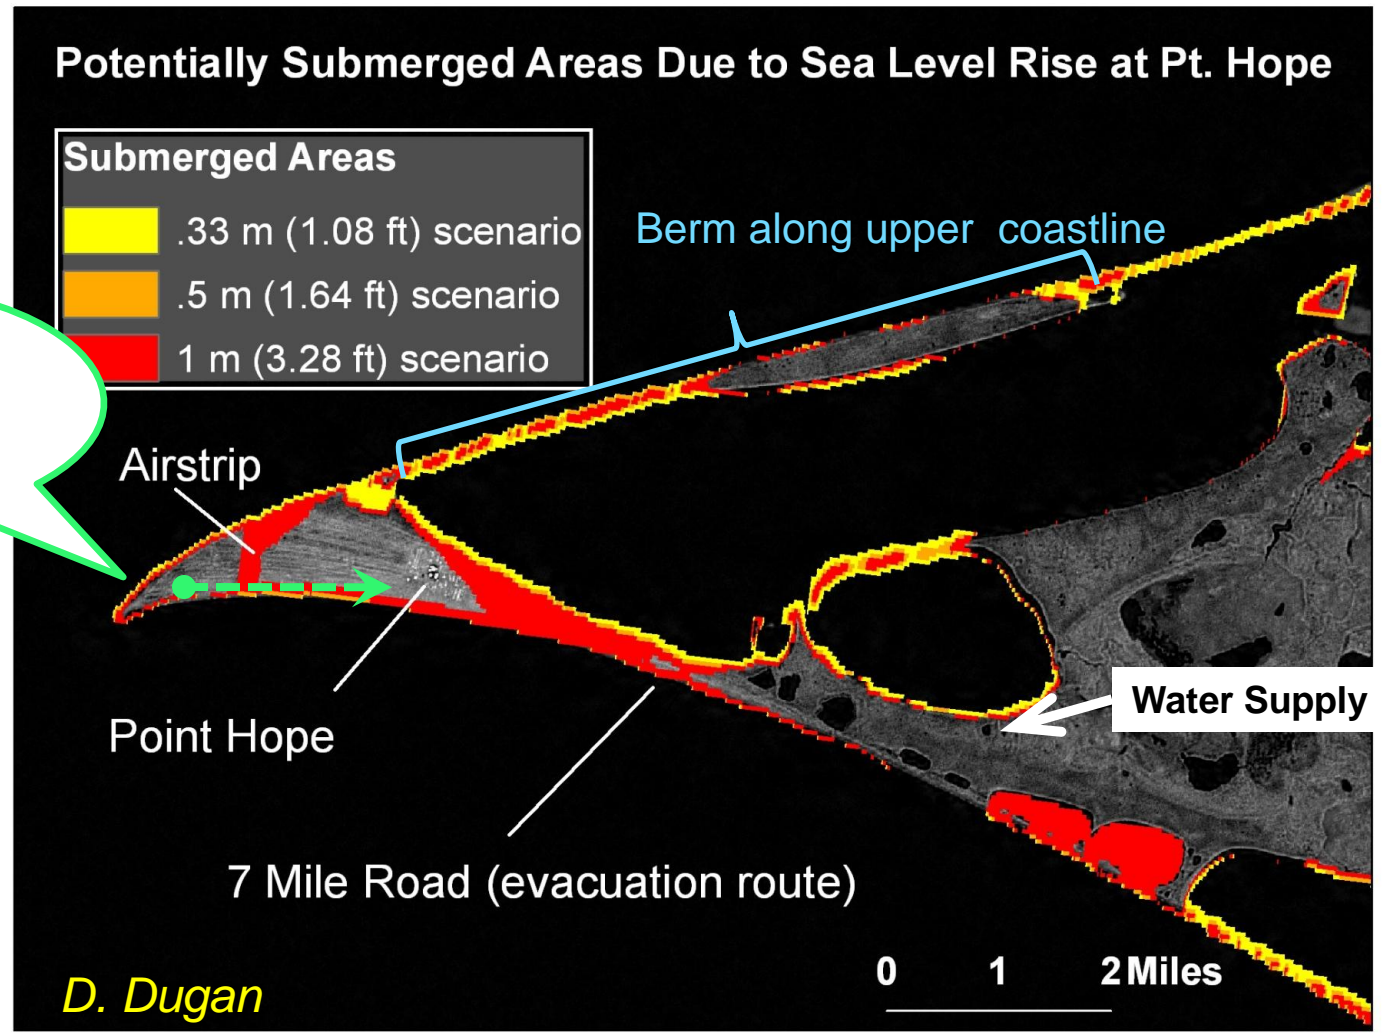 Potentially Submerged Areas Due to Sea Level Rise at Pt. Hope
Submerged Areas
.33 m (1.08 ft) scenario
.5 m (1.64 ft) scenario
1 m (3.28 ft) scenario
Berm along upper coastline
Airstrip
Water Supply
Point Hope
7 Mile Road (evacuation route)
0 1 2 Miles
D. Dugan